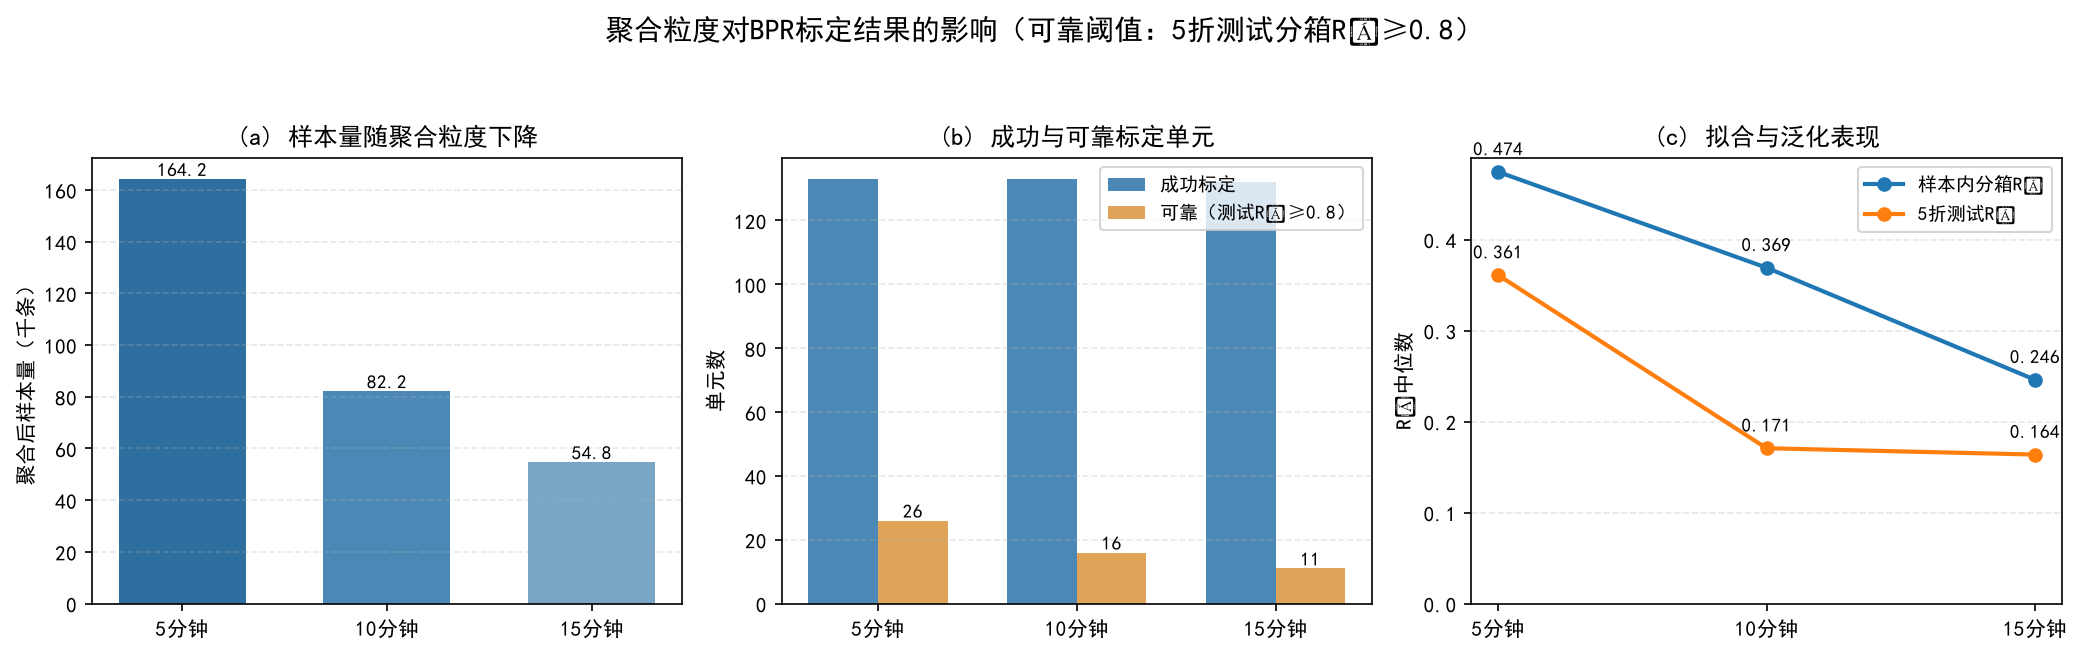 聚合粒度对BPR标定结果的影响（可靠阈值：5折测试分箱RÁ≥0.8）
(a) 样本量随聚合粒度下降
聚合后样本量（千条）
160
140
120
100
80
60
40
20
0
164.2
82.2
54.8
5分钟
10分钟
15分钟
(b) 成功与可靠标定单元
单元数
120
100
80
60
40
20
0
成功标定
可靠（测试RÁ≥0.8）
26
16
11
5分钟
10分钟
15分钟
(c) 拟合与泛化表现
RÁ中位数
0.4
0.3
0.2
0.1
0.0
样本内分箱RÁ
5折测试RÁ
0.474
0.369
0.246
0.361
0.171
0.164
5分钟
10分钟
15分钟